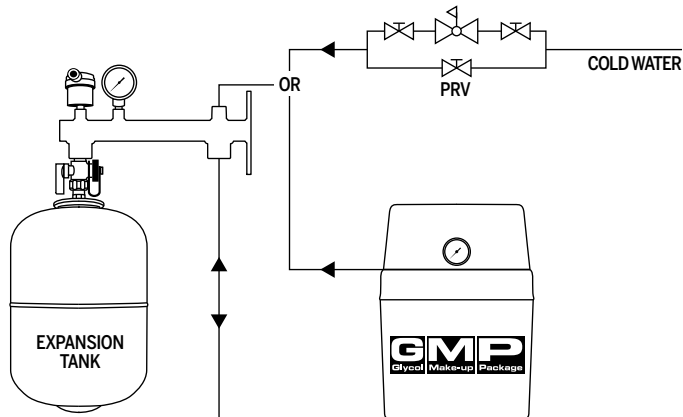 OR
COLD WATER
PRV
EXPANSION
TANK
GMP
Glycol Make-up Package